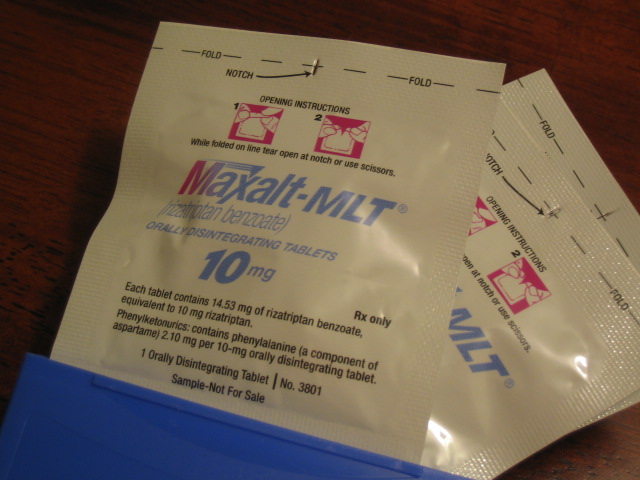 FOLD
FOLD
NOTCH
OPENING INSTRUCTIONS
1 2
While folded on line tear open at notch or use scissors.
Maxalt-MLT®
(rizatriptan benzoate)
ORALLY DISINTEGRATING TABLETS
10 mg
Each tablet contains 14.53 mg of rizatriptan benzoate,
equivalent to 10 mg rizatriptan.
Rx only
Phenylketonurics: contains phenylalanine (a component of
aspartame) 2.10 mg per 10-mg orally disintegrating tablet.
1 Orally Disintegrating Tablet | No. 3801
Sample-Not For Sale
FOLD
FOLD
OTCH
OPENING INSTRUCTIONS
2
pen at notch or use scissors.
MLT®